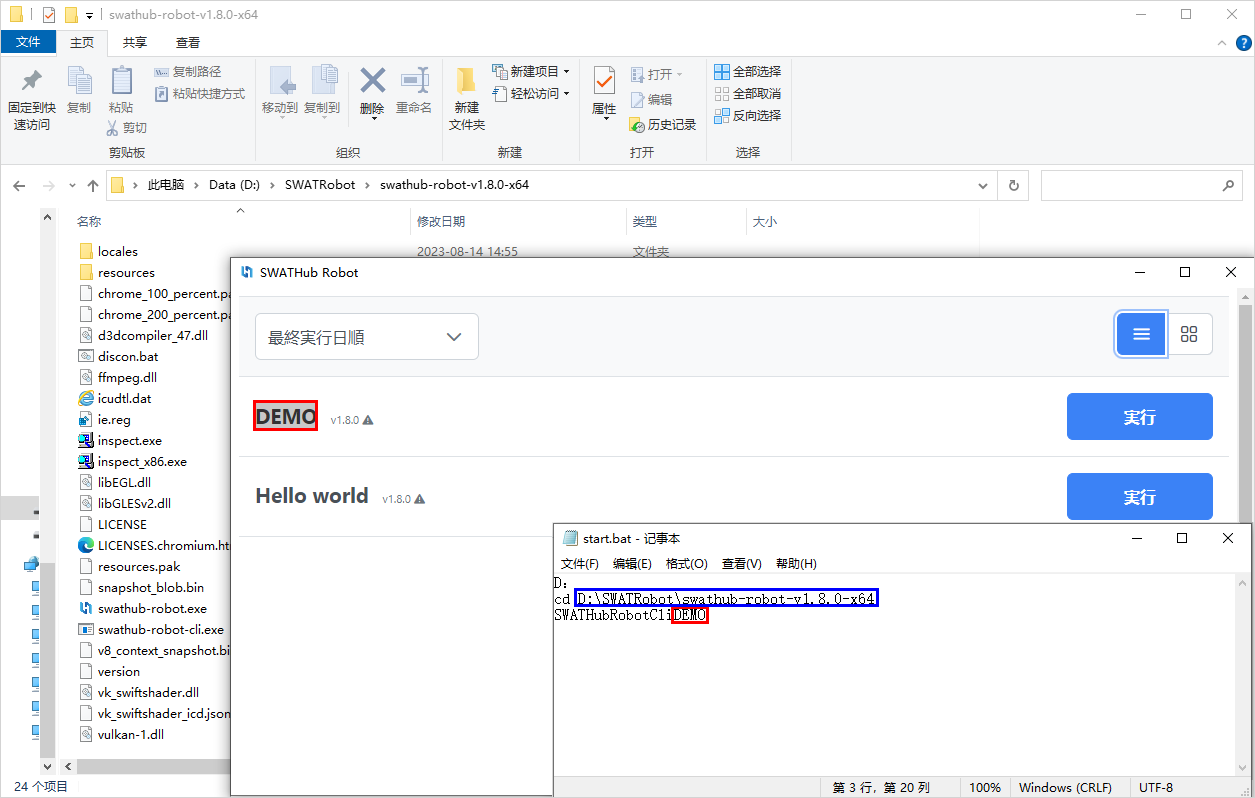 swathub-robot-v1.8.0-x64
文件 主页 共享 查看
固定到快速访问
复制
粘贴
复制路径
粘贴快捷方式
剪切
剪贴板
移动到
复制到
删除
重命名
组织
新建
文件夹
新建项目
轻松访问
新建
属性
打开
编辑
历史记录
打开
全部选择
全部取消
反向选择
选择
此电脑 › Data (D:) › SWATRobot › swathub-robot-v1.8.0-x64
名称 修改日期 类型 大小
locales 2023-08-14 14:55 文件夹
resources
chrome_100_percent.pa
chrome_200_percent.pa
d3dcompiler_47.dll
discon.bat
ffmpeg.dll
icudtl.dat
ie.reg
inspect.exe
inspect_x86.exe
libEGL.dll
libGLESv2.dll
LICENSE
LICENSES.chromium.ht
resources.pak
snapshot_blob.bin
swathub-robot.exe
swathub-robot-cli.exe
v8_context_snapshot.bi
version
vk_swiftshader.dll
vk_swiftshader_icd.json
vulkan-1.dll
24 个项目
SWATHub Robot
最終実行日順
DEMO v1.8.0 実行
Hello world v1.8.0 実行
start.bat - 记事本
文件(F) 编辑(E) 格式(O) 查看(V) 帮助(H)
D:
cd D:\SWATRobot\swathub-robot-v1.8.0-x64
SWATHubRobotCli DEMO
第 3 行，第 20 列 100% Windows (CRLF) UTF-8